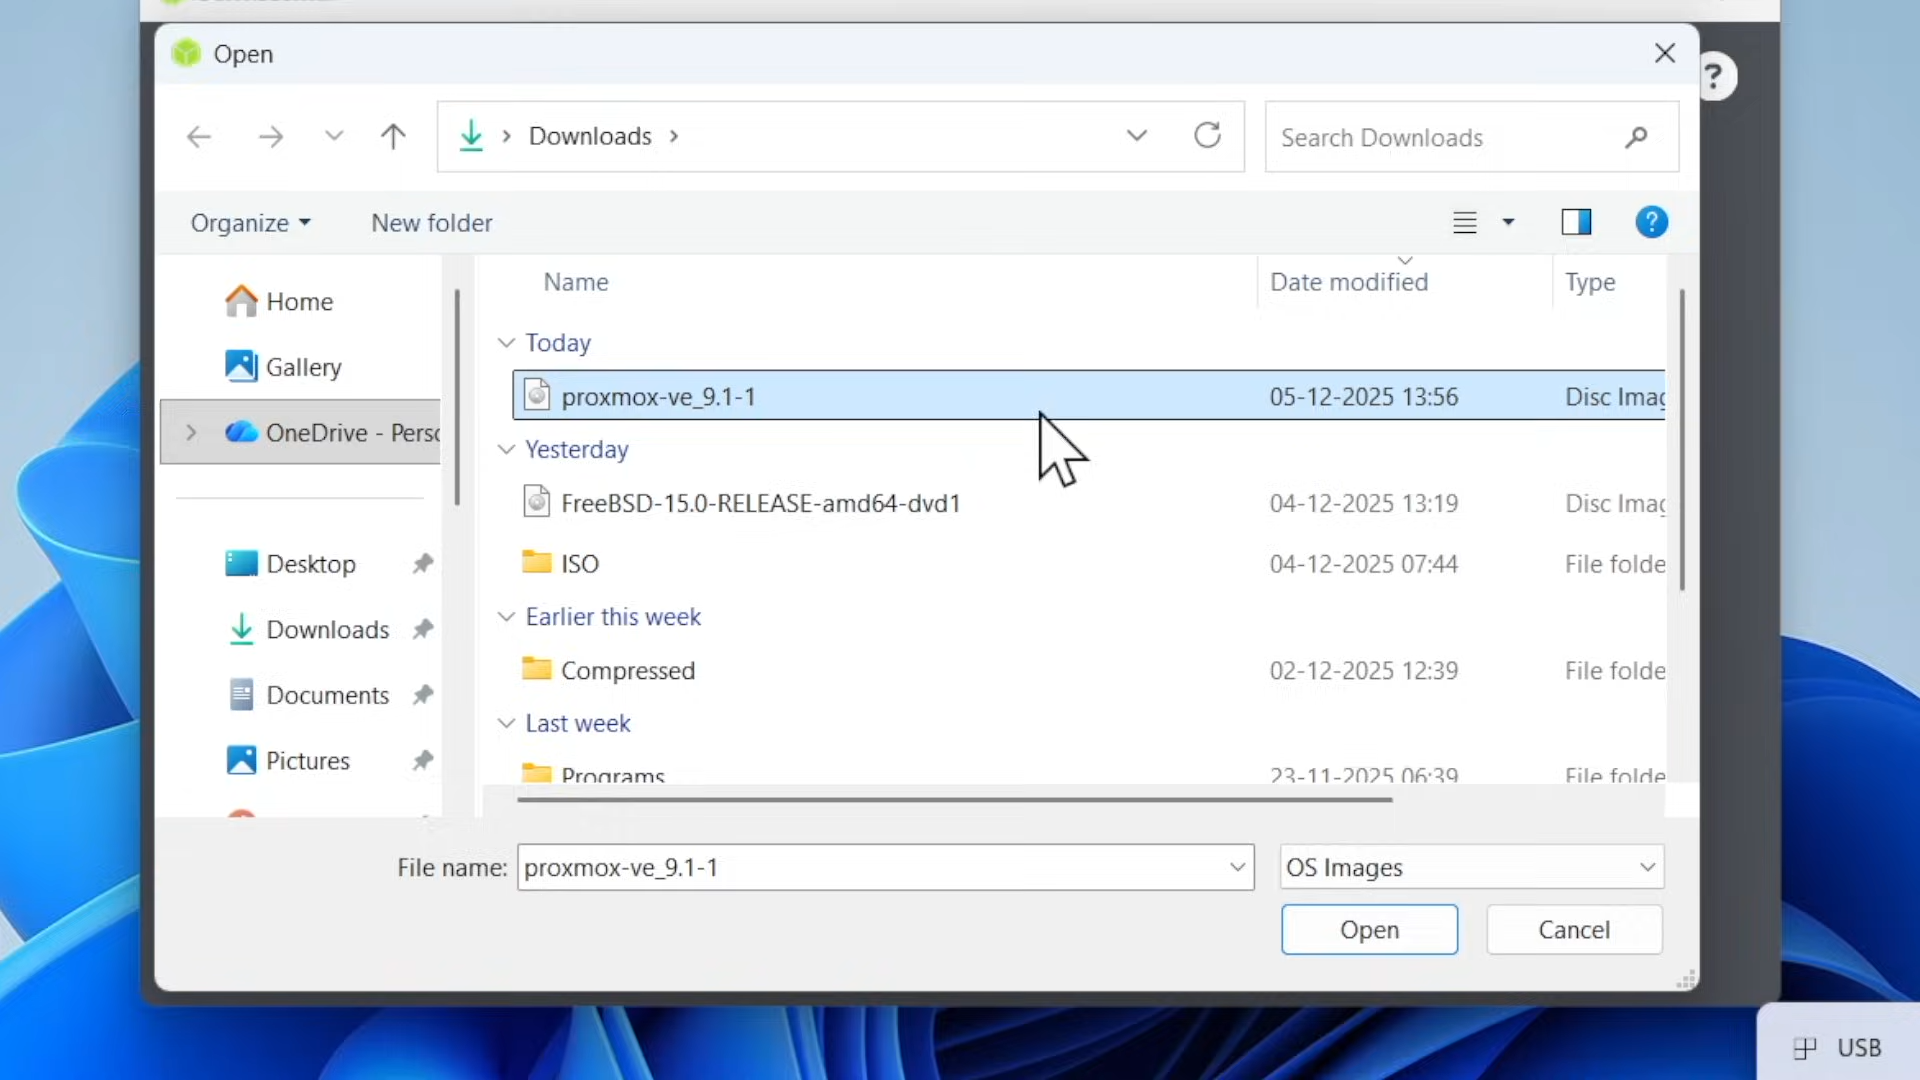 Open
?
Downloads
Search Downloads
Organize
New folder
?
Home
Gallery
OneDrive - Perso
Desktop
Downloads
Documents
Pictures
Name Date modified Type
Today
proxmox-ve_9.1-1 05-12-2025 13:56 Disc Imag
Yesterday
FreeBSD-15.0-RELEASE-amd64-dvd1 04-12-2025 13:19 Disc Imag
ISO 04-12-2025 07:44 File folde
Earlier this week
Compressed 02-12-2025 12:39 File folde
Last week
Programs 23-11-2025 06:39 File folde
File name: proxmox-ve_9.1-1
OS Images
Open
Cancel
USB